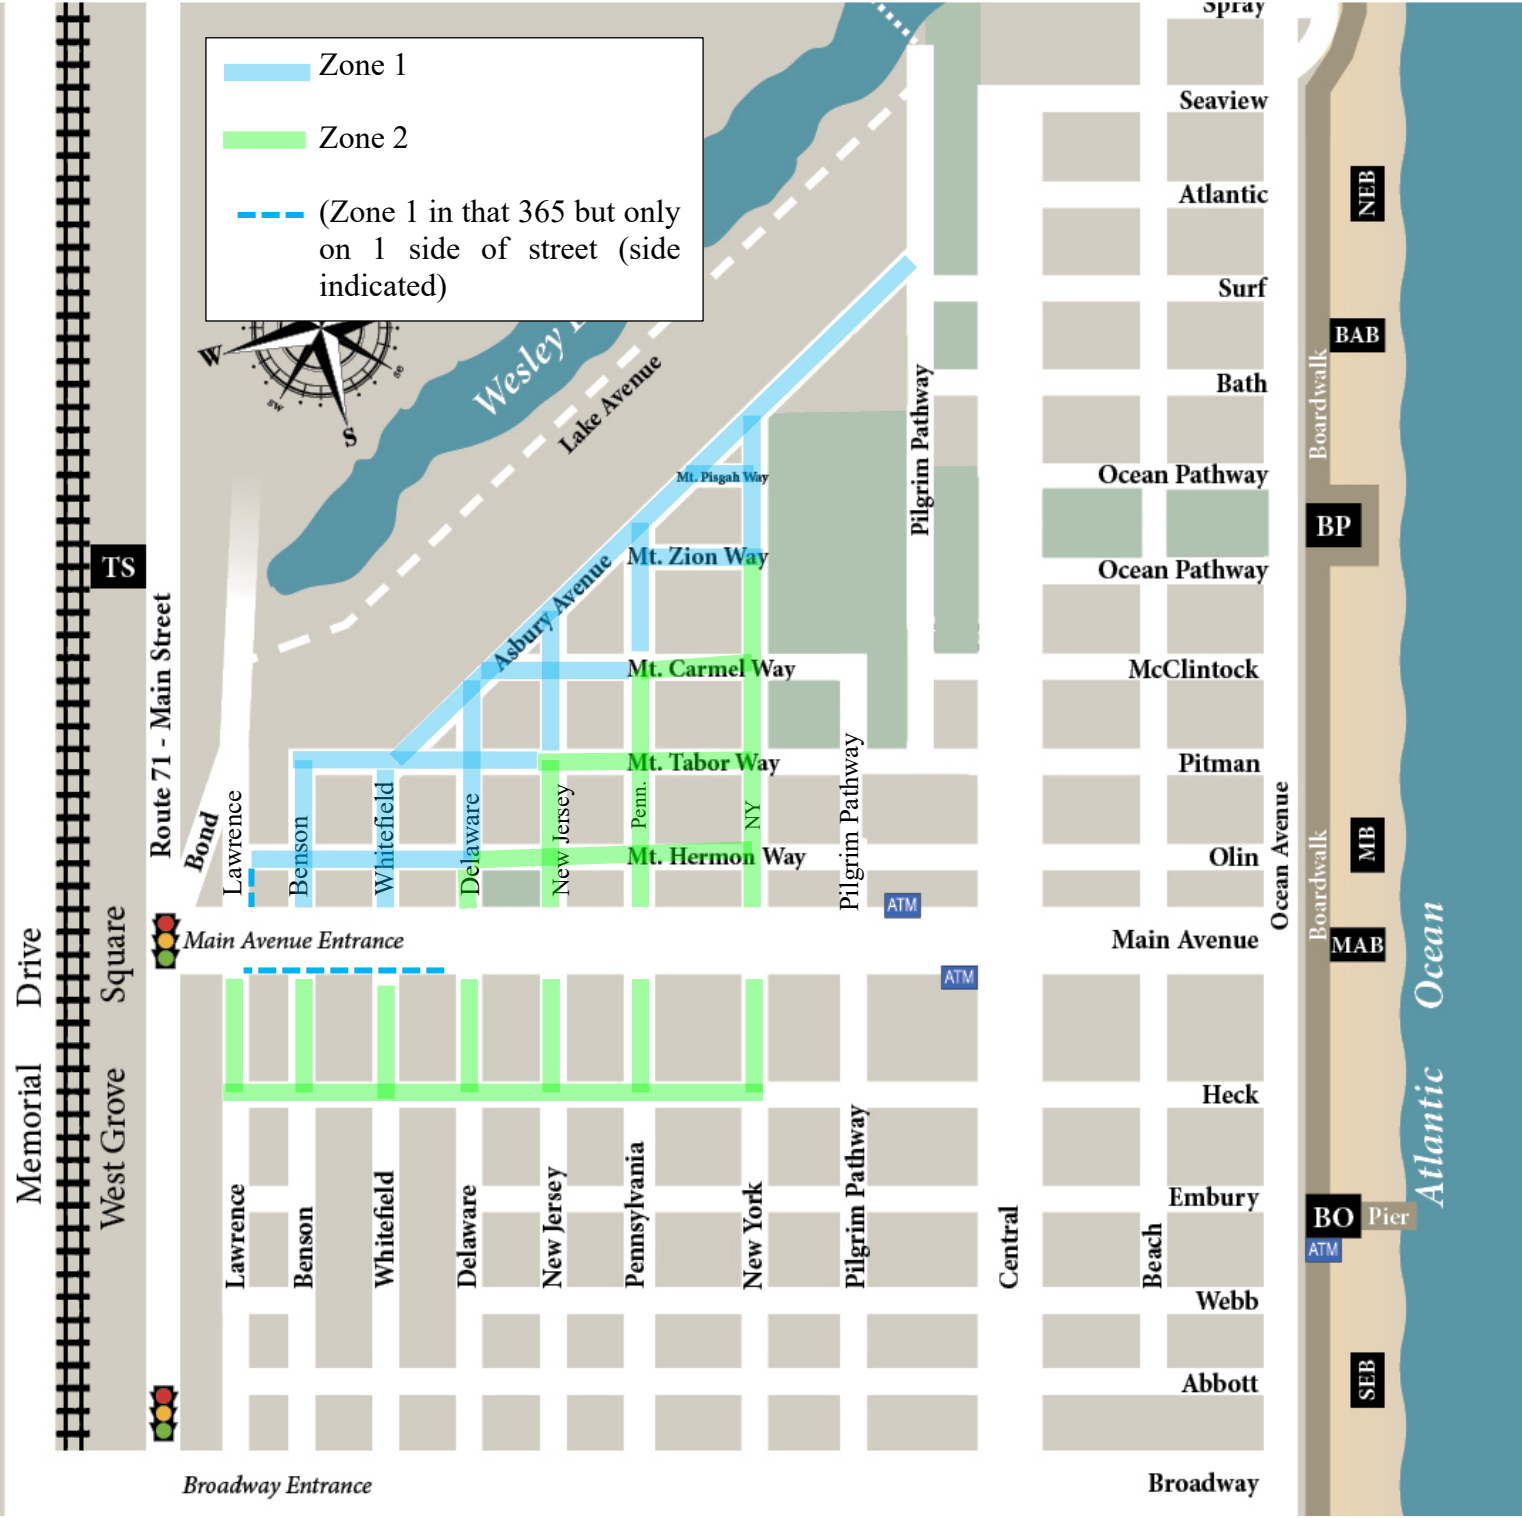 Spray
Zone 1
Seaview
Zone 2
Atlantic
NEB
(Zone 1 in that 365 but only
on 1 side of street (side
indicated)
Surf
W
se
sw
S
Wesley
BAB
Lake Avenue
Bath
Boardwalk
Pilgrim Pathway
Mt. Pisgah Way
Ocean Pathway
BP
TS
Mt. Zion Way
Ocean Pathway
Asbury Avenue
Route 71 - Main Street
Mt. Carmel Way
McClintock
Mt. Tabor Way
Pitman
Bond
Lawrence
Benson
Whitefield
Delaware
New Jersey
Penn.
NY
Pilgrim Pathway
Ocean Avenue
Boardwalk
MB
Mt. Hermon Way
Olin
ATM
Main Avenue Entrance
Main Avenue
MAB
Memorial Drive
West Grove Square
ATM
Atlantic Ocean
Heck
Embury
Lawrence
Benson
Whitefield
Delaware
New Jersey
Pennsylvania
New York
Pilgrim Pathway
Central
Beach
BO
Pier
ATM
Webb
Abbott
SEB
Broadway Entrance
Broadway